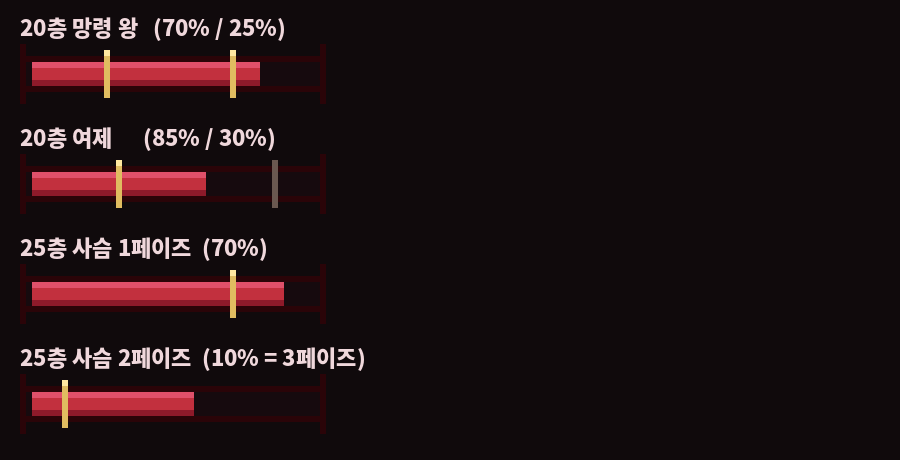 20층 망령 왕 (70% / 25%)
20층 여제 (85% / 30%)
25층 사슴 1페이즈 (70%)
25층 사슴 2페이즈 (10% = 3페이즈)